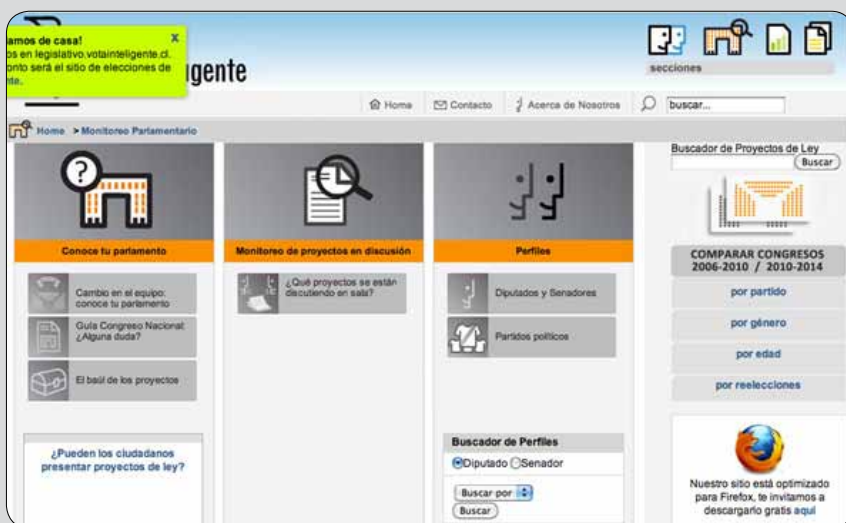 amos de casa! X
os en legislativo.votainteligente.cl.
onto será el sitio de elecciones de
nte.
igente
secciones
Home Contacto Acerca de Nosotros buscar...
Home > Monitoreo Parlamentario
Conoce tu parlamento
Cambio en el equipo:
conoce tu parlamento
Guía Congreso Nacional:
¿Alguna duda?
El baúl de los proyectos
¿Pueden los ciudadanos
presentar proyectos de ley?
Monitoreo de proyectos en discusión
¿Qué proyectos se están
discutiendo en sala?
Perfiles
Diputados y Senadores
Partidos políticos
Buscador de Perfiles
Diputado Senador
Buscar por
Buscar
Buscador de Proyectos de Ley
Buscar
COMPARAR CONGRESOS
2006-2010 / 2010-2014
por partido
por género
por edad
por reelecciones
Nuestro sitio está optimizado
para Firefox, te invitamos a
descargarlo gratis aquí